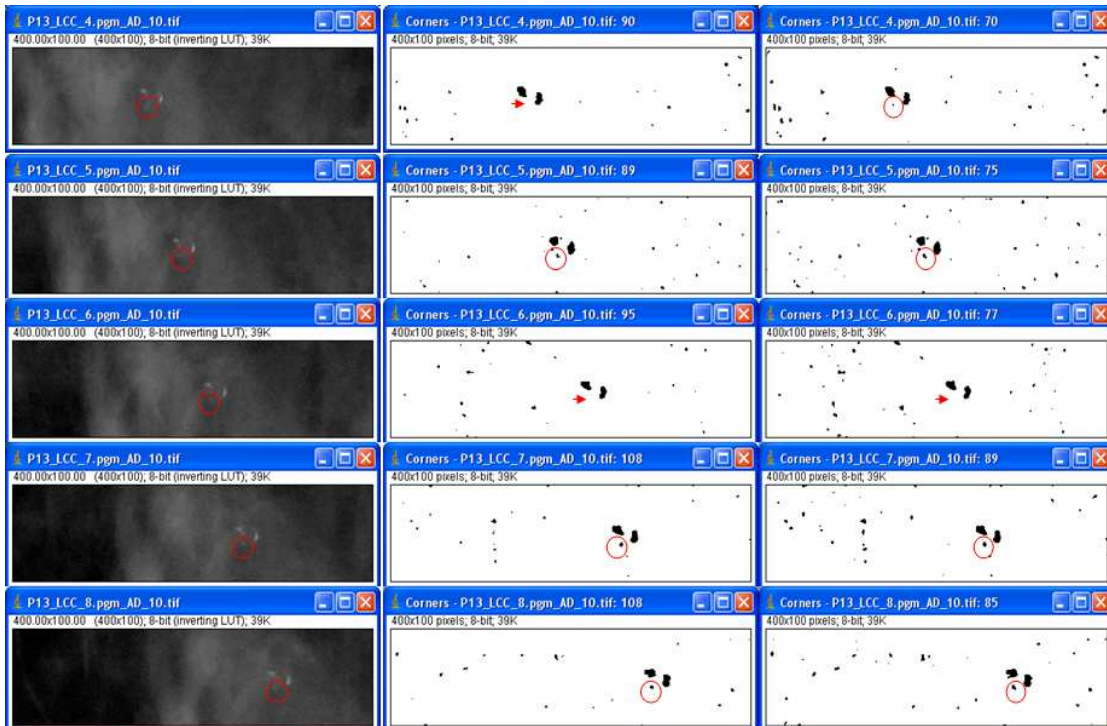 P13_LCC_4.pgm_AD_10.tif
400.00x100.00 (400x100); 8-bit (inverting LUT); 39K
Corners - P13_LCC_4.pgm_AD_10.tif: 90
400x100 pixels; 8-bit; 39K
Corners - P13_LCC_4.pgm_AD_10.tif: 70
400x100 pixels; 8-bit; 39K
P13_LCC_5.pgm_AD_10.tif
400.00x100.00 (400x100); 8-bit (inverting LUT); 39K
Corners - P13_LCC_5.pgm_AD_10.tif: 89
400x100 pixels; 8-bit; 39K
Corners - P13_LCC_5.pgm_AD_10.tif: 75
400x100 pixels; 8-bit; 39K
P13_LCC_6.pgm_AD_10.tif
400.00x100.00 (400x100); 8-bit (inverting LUT); 39K
Corners - P13_LCC_6.pgm_AD_10.tif: 95
400x100 pixels; 8-bit; 39K
Corners - P13_LCC_6.pgm_AD_10.tif: 77
400x100 pixels; 8-bit; 39K
P13_LCC_7.pgm_AD_10.tif
400.00x100.00 (400x100); 8-bit (inverting LUT); 39K
Corners - P13_LCC_7.pgm_AD_10.tif: 108
400x100 pixels; 8-bit; 39K
Corners - P13_LCC_7.pgm_AD_10.tif: 89
400x100 pixels; 8-bit; 39K
P13_LCC_8.pgm_AD_10.tif
400.00x100.00 (400x100); 8-bit (inverting LUT); 39K
Corners - P13_LCC_8.pgm_AD_10.tif: 108
400x100 pixels; 8-bit; 39K
Corners - P13_LCC_8.pgm_AD_10.tif: 85
400x100 pixels; 8-bit; 39K